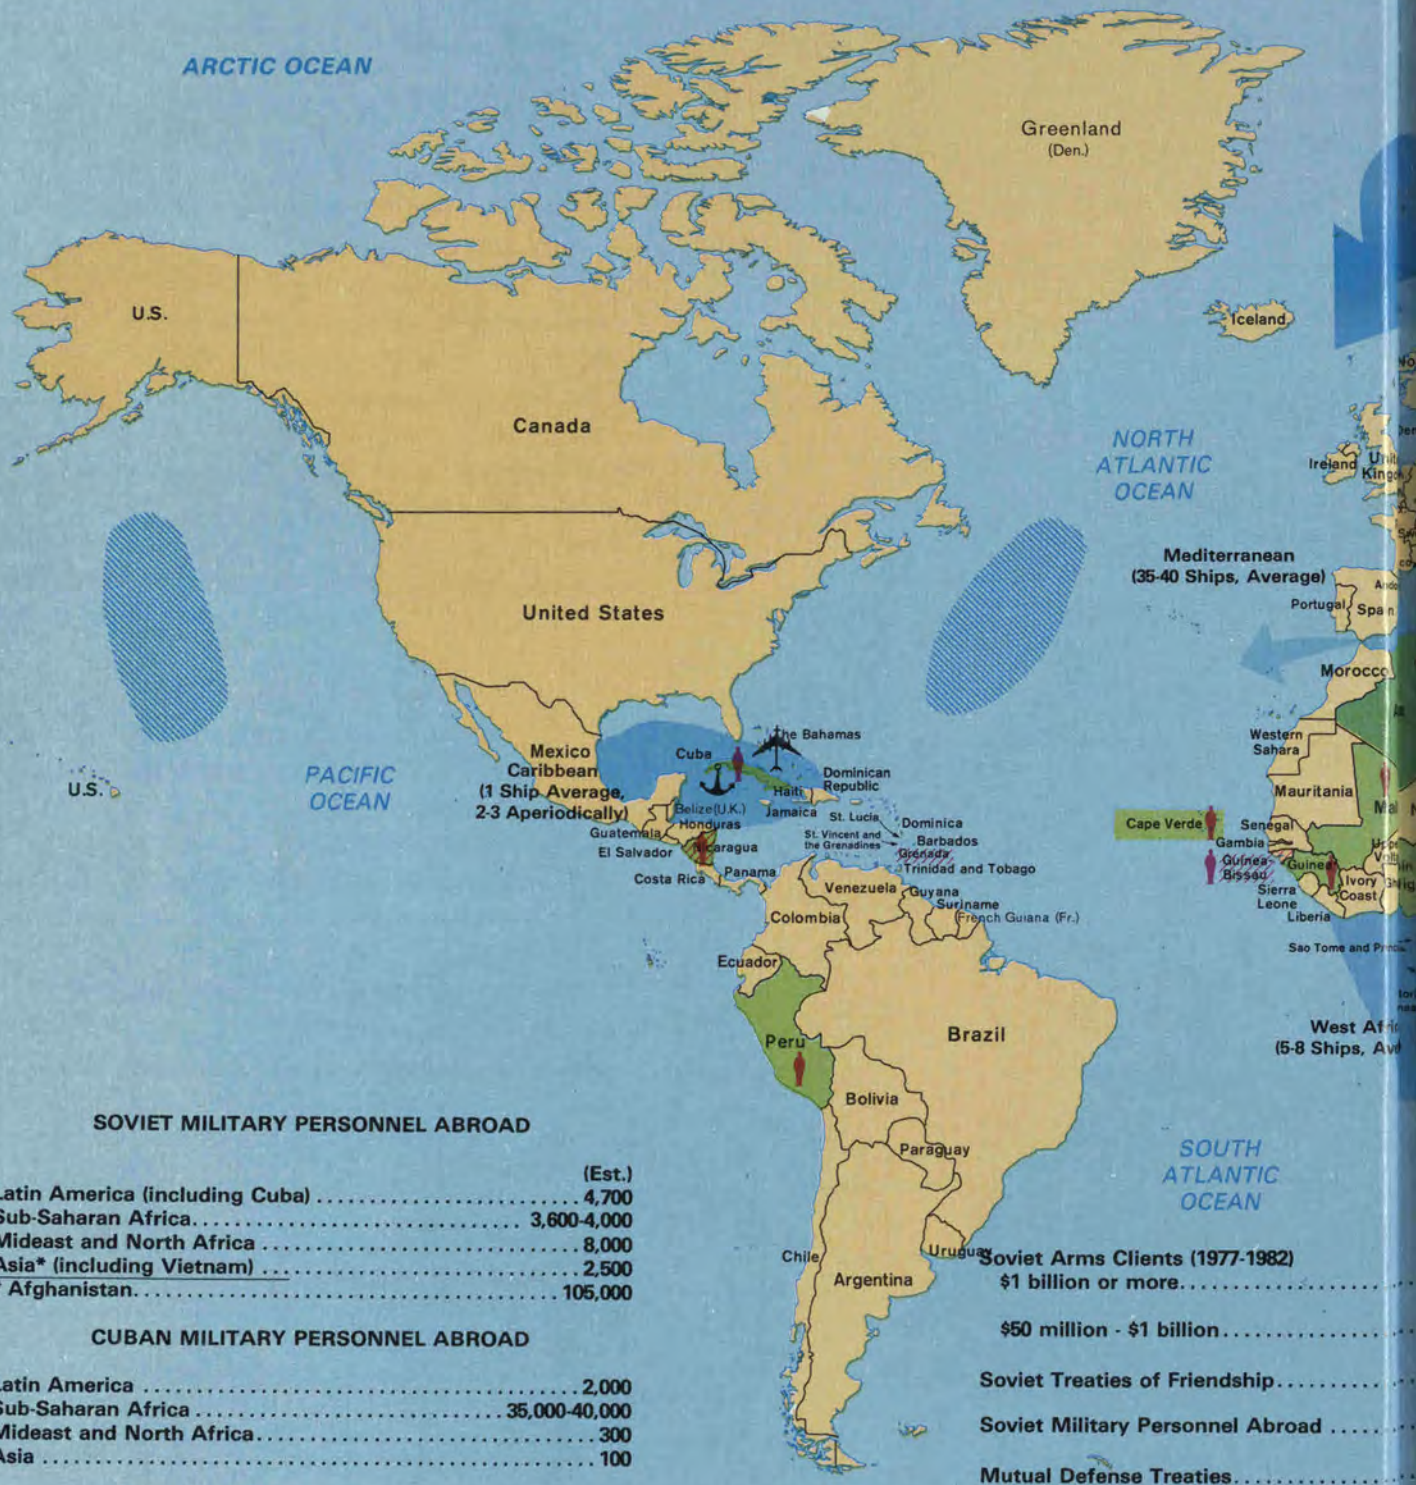 ARCTIC OCEAN
Greenland
(Den.)
U.S.
Iceland
Canada
NORTH
ATLANTIC
OCEAN
Ireland
Mediterranean
(35-40 Ships, Average)
United States
Portugal
Spain
Morocco
Western
Sahara
Mauritania
The Bahamas
Cuba
Mexico
Caribbean
(1 Ship Average,
2-3 Aperiodically)
PACIFIC
OCEAN
U.S.
Dominican
Republic
Haiti
Jamaica
Belize (U.K.)
Honduras
Guatemala
Nicaragua
El Salvador
Costa Rica
Panama
St. Lucia
St. Vincent and
the Grenadines
Dominica
Barbados
Grenada
Trinidad and Tobago
Cape Verde
Senegal
Gambia
Guinea-
Bissau
Guinea
Sierra
Leone
Ivory
Coast
Liberia
Venezuela
Guyana
Suriname
French Guiana (Fr.)
Colombia
Ecuador
Sao Tome and
Peru
Brazil
West
(5-8 Ships,
Bolivia
Paraguay
SOUTH
ATLANTIC
OCEAN
Chile
Uruguay
Argentina
SOVIET MILITARY PERSONNEL ABROAD
(Est.)
Latin America (including Cuba) 4,700
Sub-Saharan Africa 3,600-4,000
Mideast and North Africa 8,000
Asia* (including Vietnam) 2,500
* Afghanistan 105,000
CUBAN MILITARY PERSONNEL ABROAD
Latin America 2,000
Sub-Saharan Africa 35,000-40,000
Mideast and North Africa 300
Asia 100
Soviet Arms Clients (1977-1982)
$1 billion or more
$50 million - $1 billion
Soviet Treaties of Friendship
Soviet Military Personnel Abroad
Mutual Defense Treaties